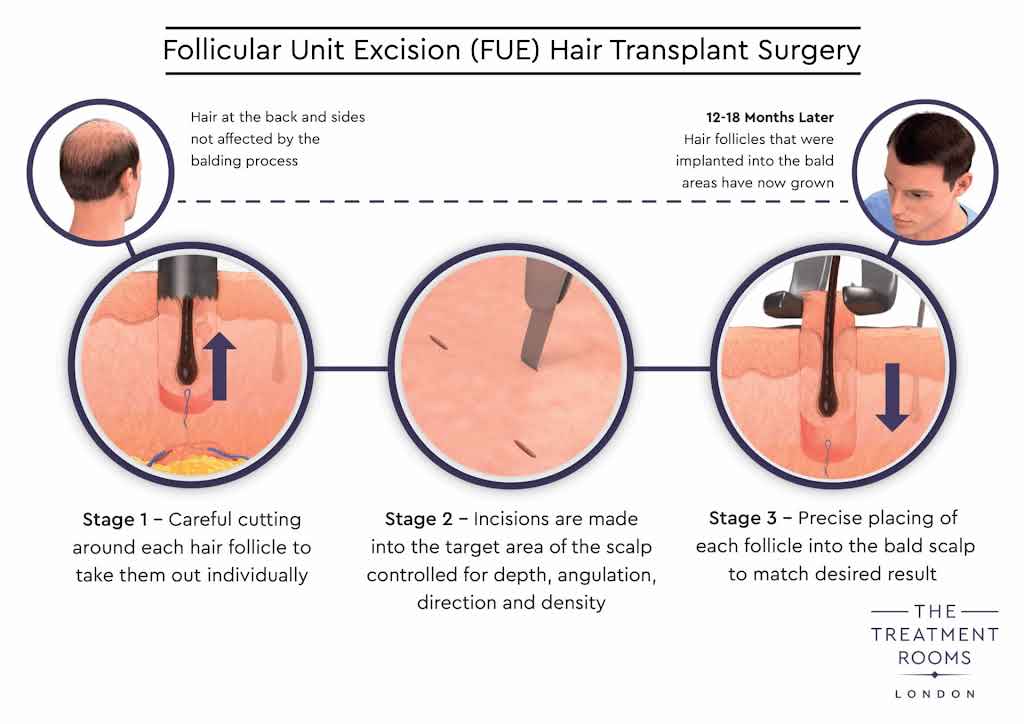 Follicular Unit Excision (FUE) Hair Transplant Surgery
Hair at the back and sides
not affected by the
balding process
12-18 Months Later
Hair follicles that were
implanted into the bald
areas have now grown
Stage 1 – Careful cutting
around each hair follicle to
take them out individually
Stage 2 – Incisions are made
into the target area of the scalp
controlled for depth, angulation,
direction and density
Stage 3 – Precise placing of
each follicle into the bald scalp
to match desired result
THE
TREATMENT
ROOMS
LONDON